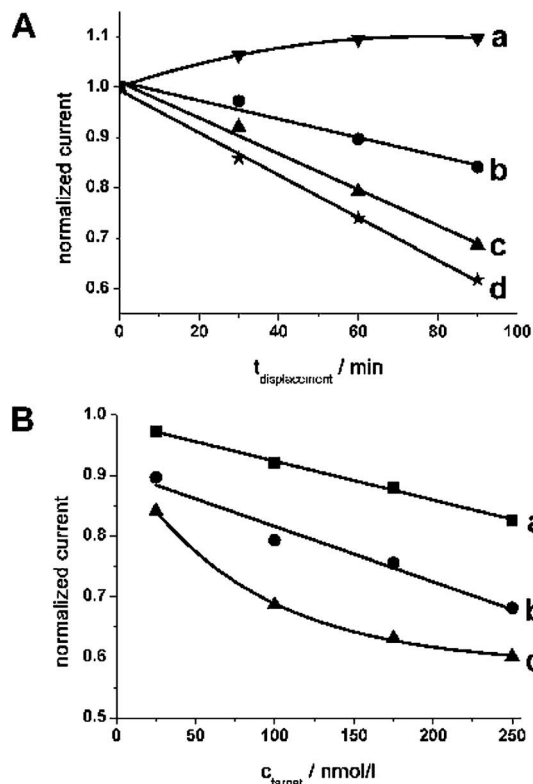 A
1.1
1.0
0.9
0.8
0.7
0.6
normalized current
a
b
c
d
0 20 40 60 80 100
t displacement / min
B
1.0
0.9
0.8
0.7
0.6
0.5
normalized current
a
b
0 50 100 150 200 250
c target / nmol/l